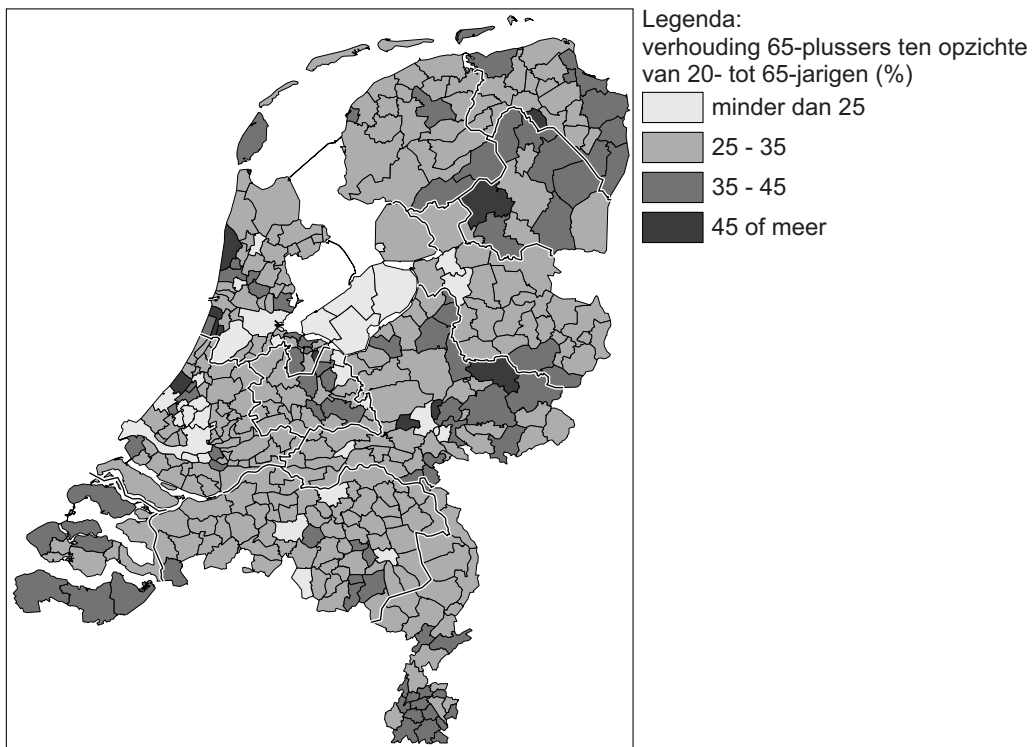 Legenda:
verhouding 65-plussers ten opzichte
van 20- tot 65-jarigen (%)
minder dan 25
25 - 35
35 - 45
45 of meer